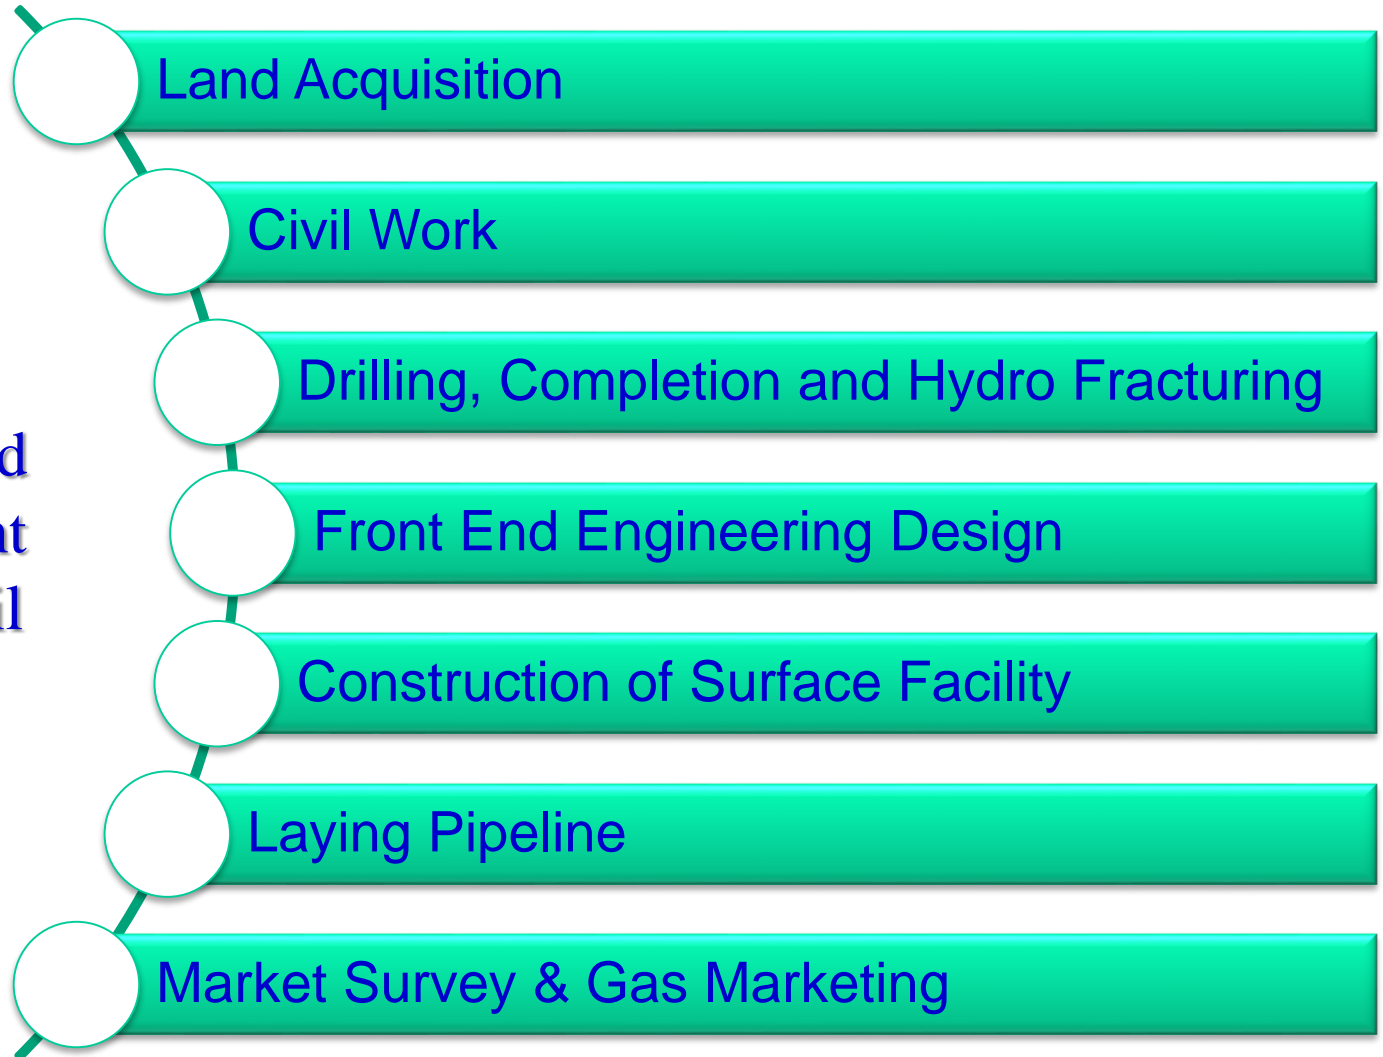 Land Acquisition
Civil Work
Drilling, Completion and Hydro Fracturing
Front End Engineering Design
Construction of Surface Facility
Laying Pipeline
Market Survey & Gas Marketing